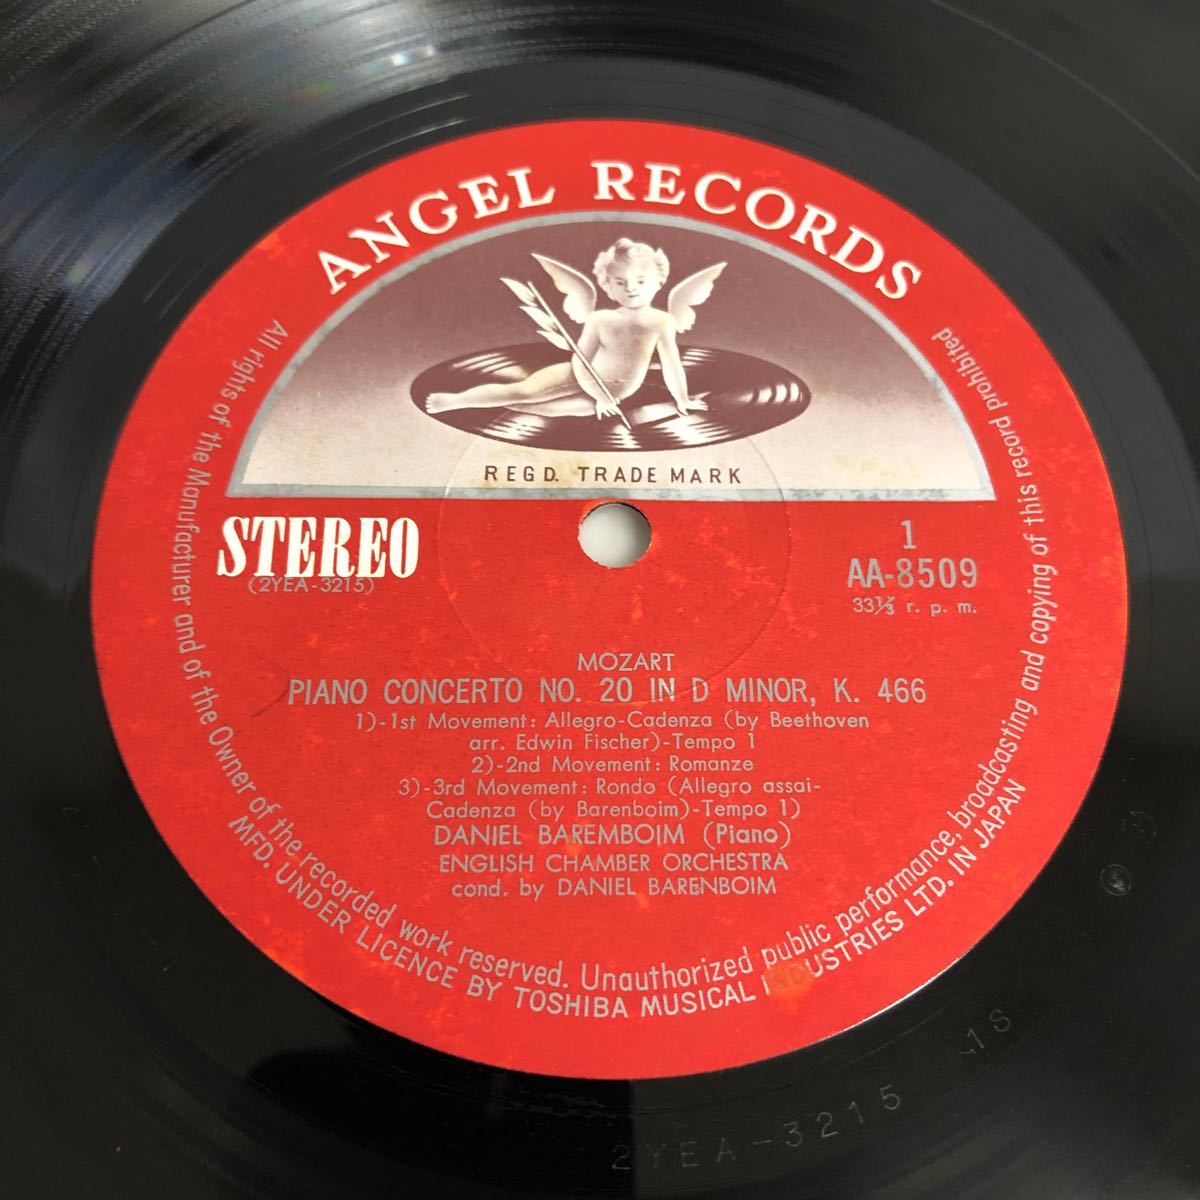 ANGEL RECORDS
REGD. TRADE MARK
STEREO
(2YEA-3215)
1
AA-8509
33⅓ r. p. m.
MOZART
PIANO CONCERTO NO. 20 IN D MINOR, K. 466
1)-1st Movement: Allegro-Cadenza (by Beethoven
arr. Edwin Fischer)-Tempo 1
2)-2nd Movement: Romanze
3)-3rd Movement: Rondo (Allegro assai-
Cadenza (by Barenboim)-Tempo 1)
DANIEL BAREMBOIM (Piano)
ENGLISH CHAMBER ORCHESTRA
cond. by DANIEL BARENBOIM
All rights of the Manufacturer and of the Owner of the recorded work reserved. Unauthorized public performance, broadcasting and copying of this record prohibited
MFD. UNDER LICENCE BY TOSHIBA MUSICAL INDUSTRIES LTD. IN JAPAN
2YEA-3215 1S